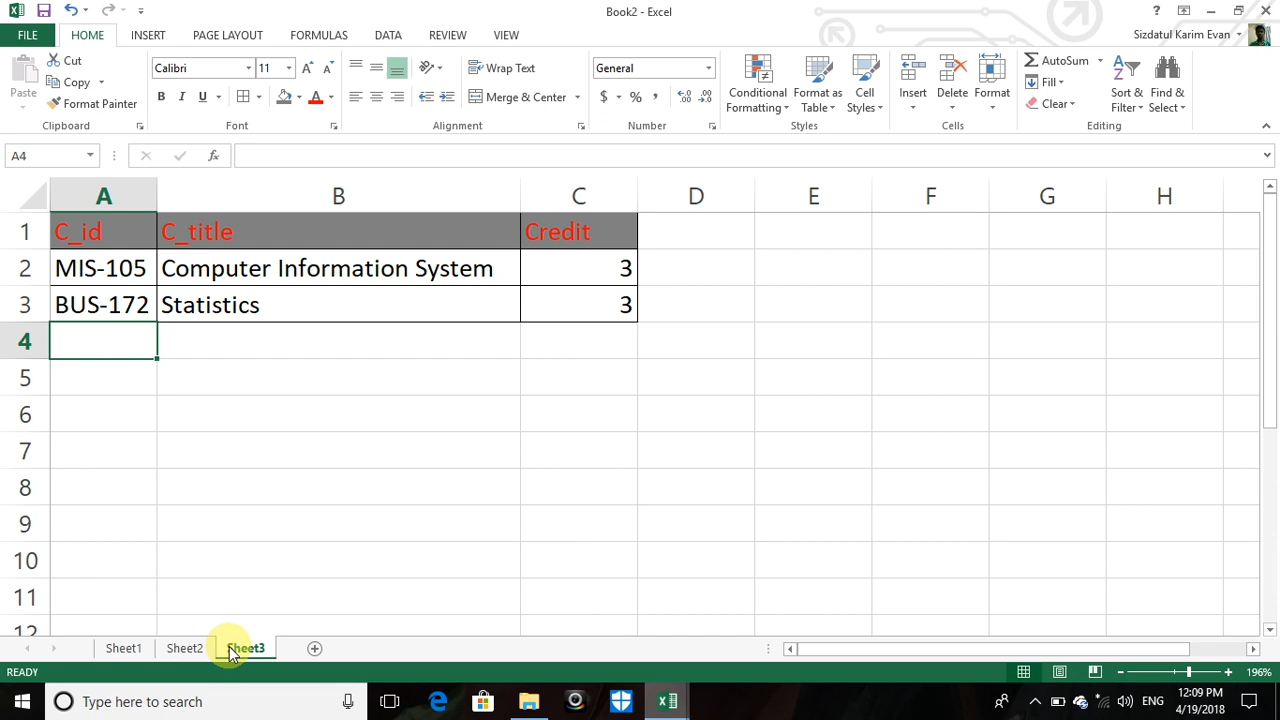 Book2 - Excel
FILE HOME INSERT PAGE LAYOUT FORMULAS DATA REVIEW VIEW Sizdatul Karim Evan
Cut
Copy
Format Painter
Paste
Clipboard
Calibri 11
B I U A
Font
Wrap Text
Merge & Center
Alignment
General
$ % ,
Number
Conditional Formatting
Format as Table
Cell Styles
Styles
Insert
Delete
Format
Cells
AutoSum
Fill
Clear
Sort & Filter
Find & Select
Editing
A4 fx
A B C D E F G H
1 C_id C_title Credit
2 MIS-105 Computer Information System 3
3 BUS-172 Statistics 3
4
5
6
7
8
9
10
11
12
Sheet1 Sheet2 Sheet3
READY 196%
Type here to search
ENG
12:09 PM
4/19/2018